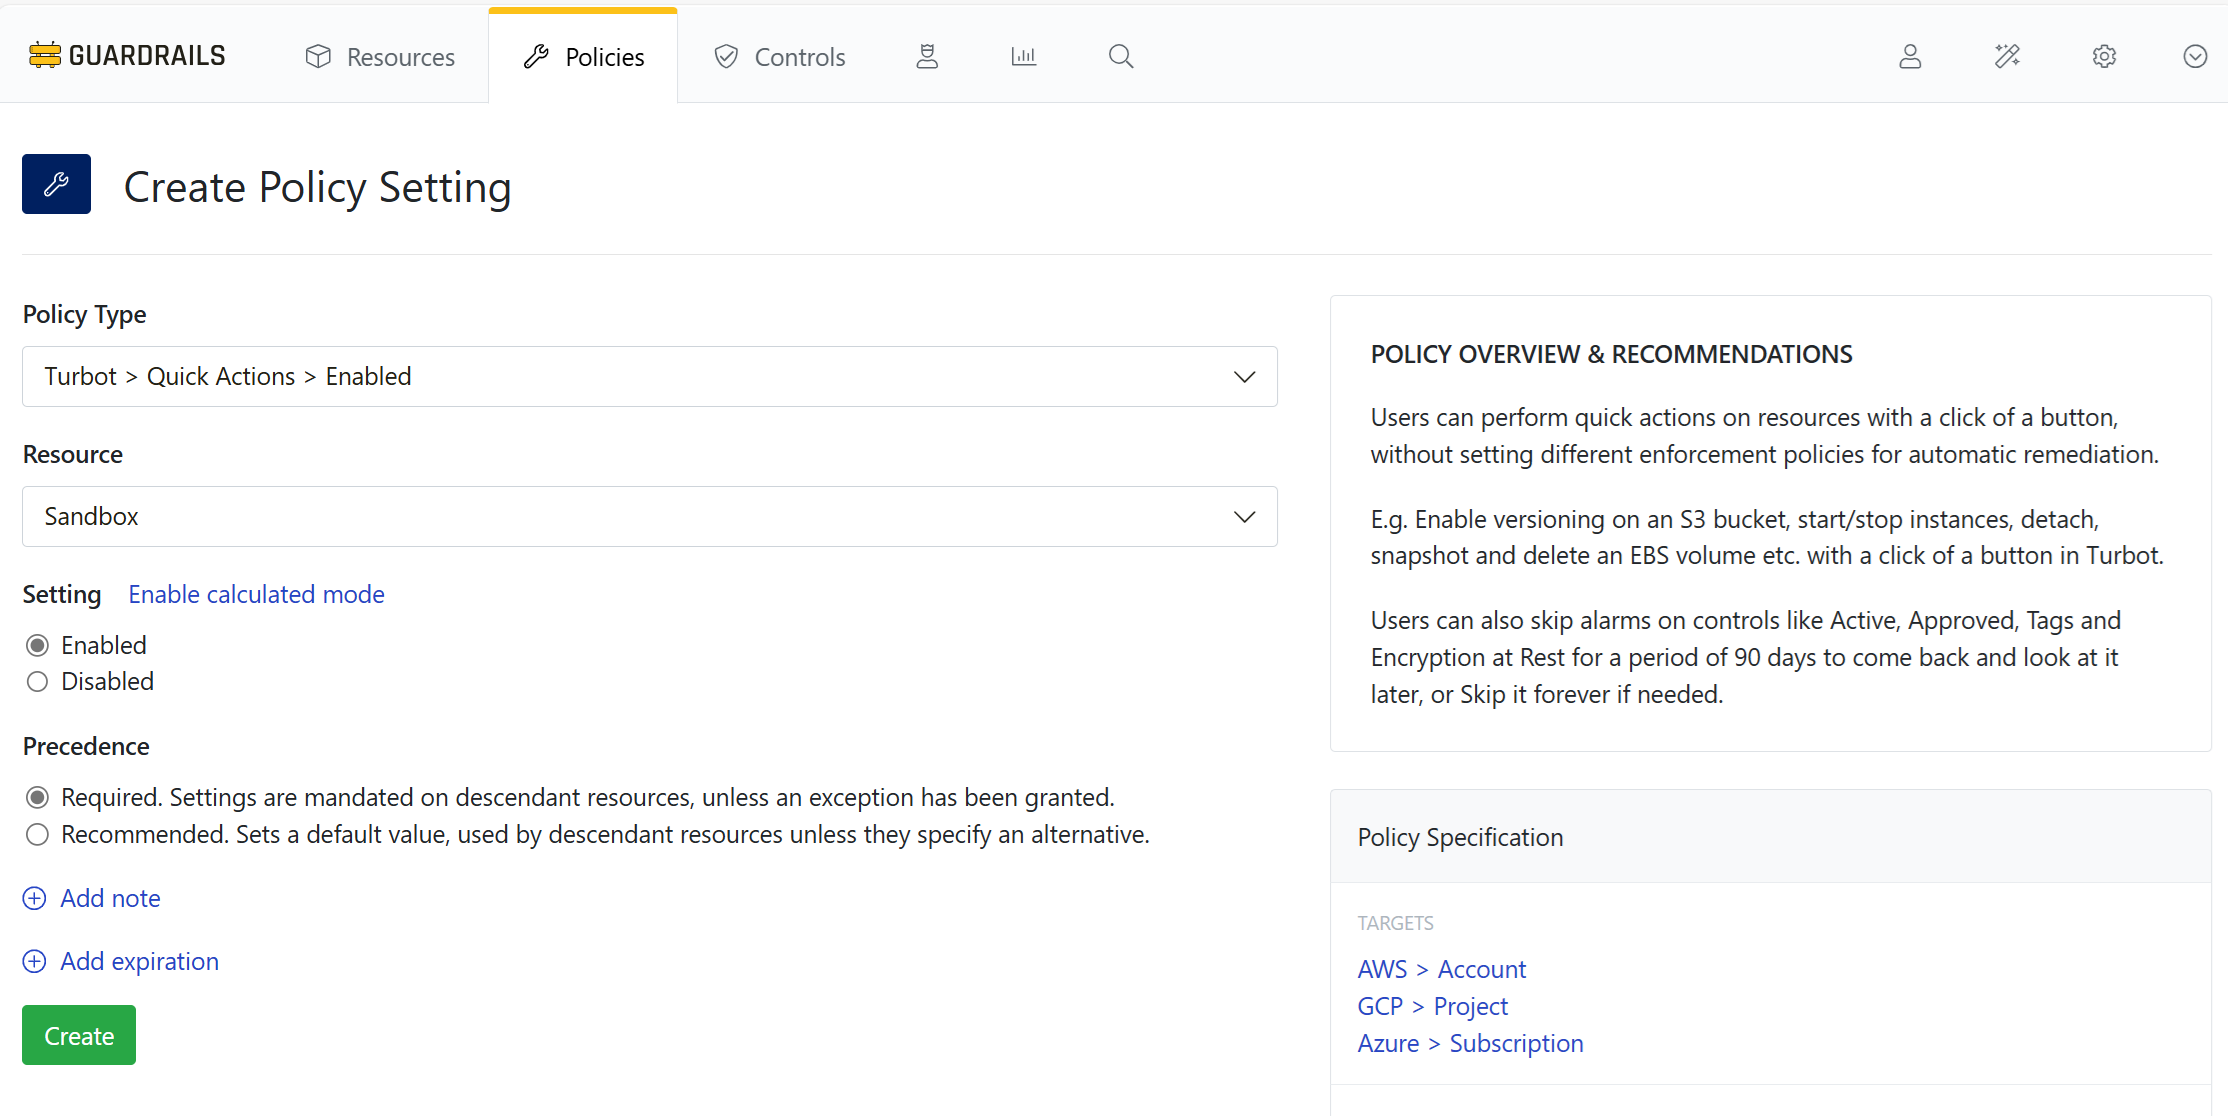 GUARDRAILS Resources Policies Controls
Create Policy Setting
Policy Type
Turbot > Quick Actions > Enabled
Resource
Sandbox
Setting Enable calculated mode
Enabled
Disabled
Precedence
Required. Settings are mandated on descendant resources, unless an exception has been granted.
Recommended. Sets a default value, used by descendant resources unless they specify an alternative.
Add note
Add expiration
Create
POLICY OVERVIEW & RECOMMENDATIONS
Users can perform quick actions on resources with a click of a button,
without setting different enforcement policies for automatic remediation.
E.g. Enable versioning on an S3 bucket, start/stop instances, detach,
snapshot and delete an EBS volume etc. with a click of a button in Turbot.
Users can also skip alarms on controls like Active, Approved, Tags and
Encryption at Rest for a period of 90 days to come back and look at it
later, or Skip it forever if needed.
Policy Specification
TARGETS
AWS > Account
GCP > Project
Azure > Subscription